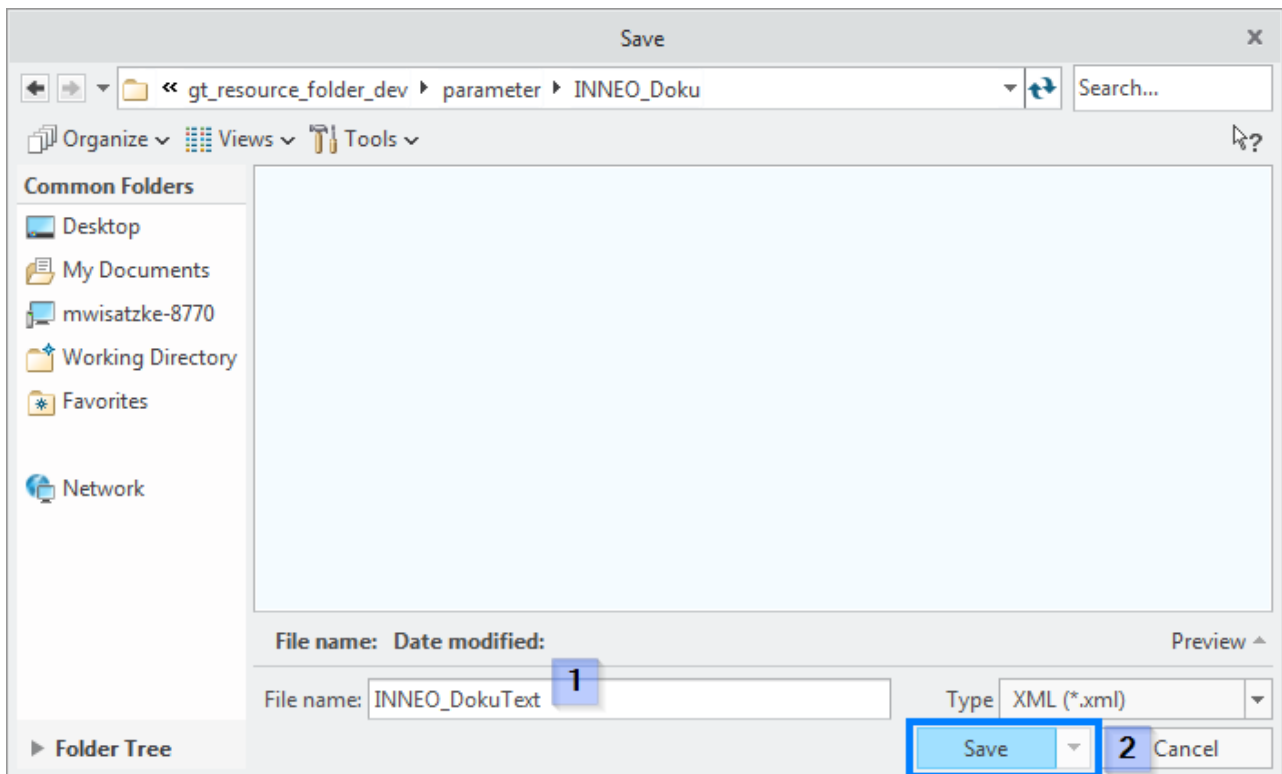 Save
« gt_resource_folder_dev ▸ parameter ▸ INNEO_Doku Search...
Organize Views Tools
Common Folders
Desktop
My Documents
mwisatzke-8770
Working Directory
Favorites
Network
File name: Date modified: Preview
1
File name: INNEO_DokuText Type XML (*.xml)
Folder Tree Save 2 Cancel